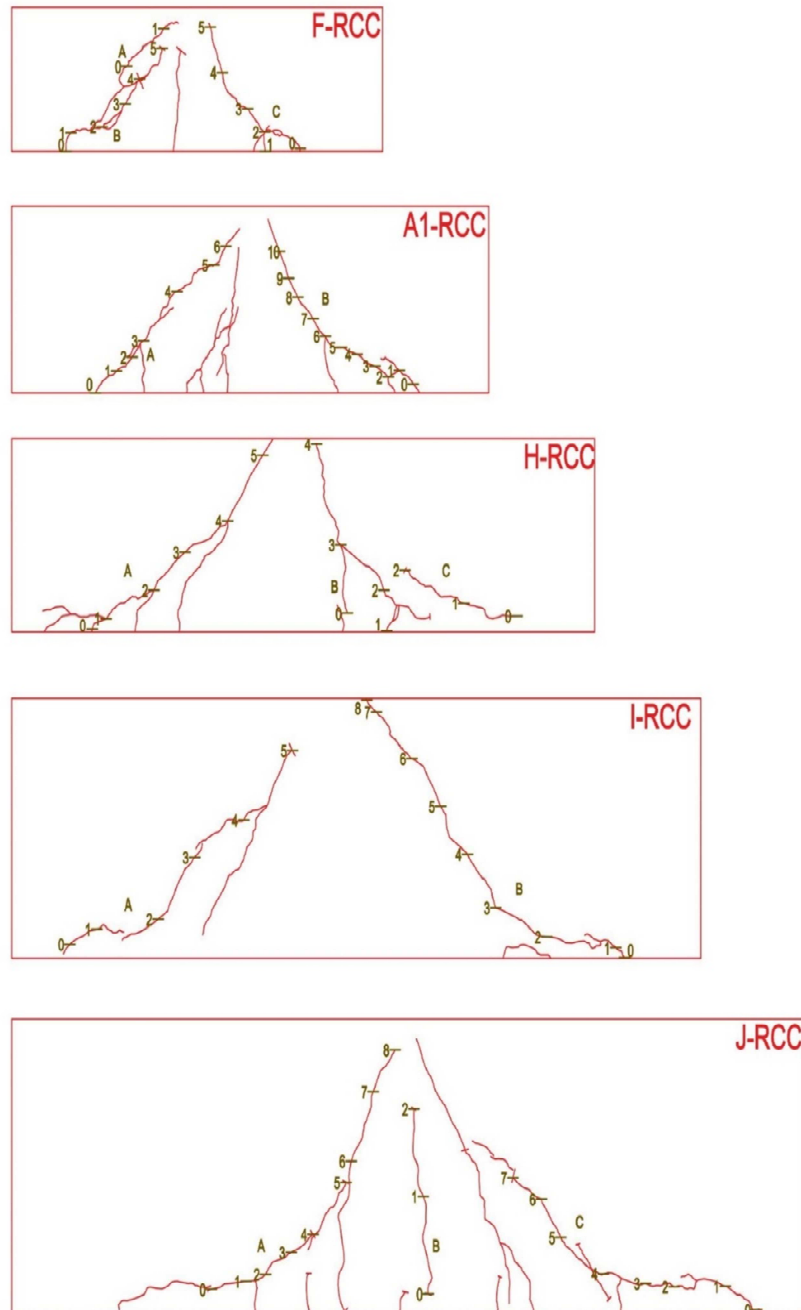 F-RCC
1 5
A 5
0
4 4
3 3 C
1 2 B 2
0 1 0
A1-RCC
6 10
5 9
4 8 B
7
3 6
2 A 5 4
1 3 1
0 2 0
H-RCC
5 4
4
3 3
A 2 C
2 B 2
1 0 1 0
0 1
I-RCC
8 7
5 6
5
4 4
3
A 3 B
2
1 2
0 1 0
J-RCC
8
7
2
6
5 7
1 6
4 C
A 3 B 5
2 4
1 3 2 1
0 0 0